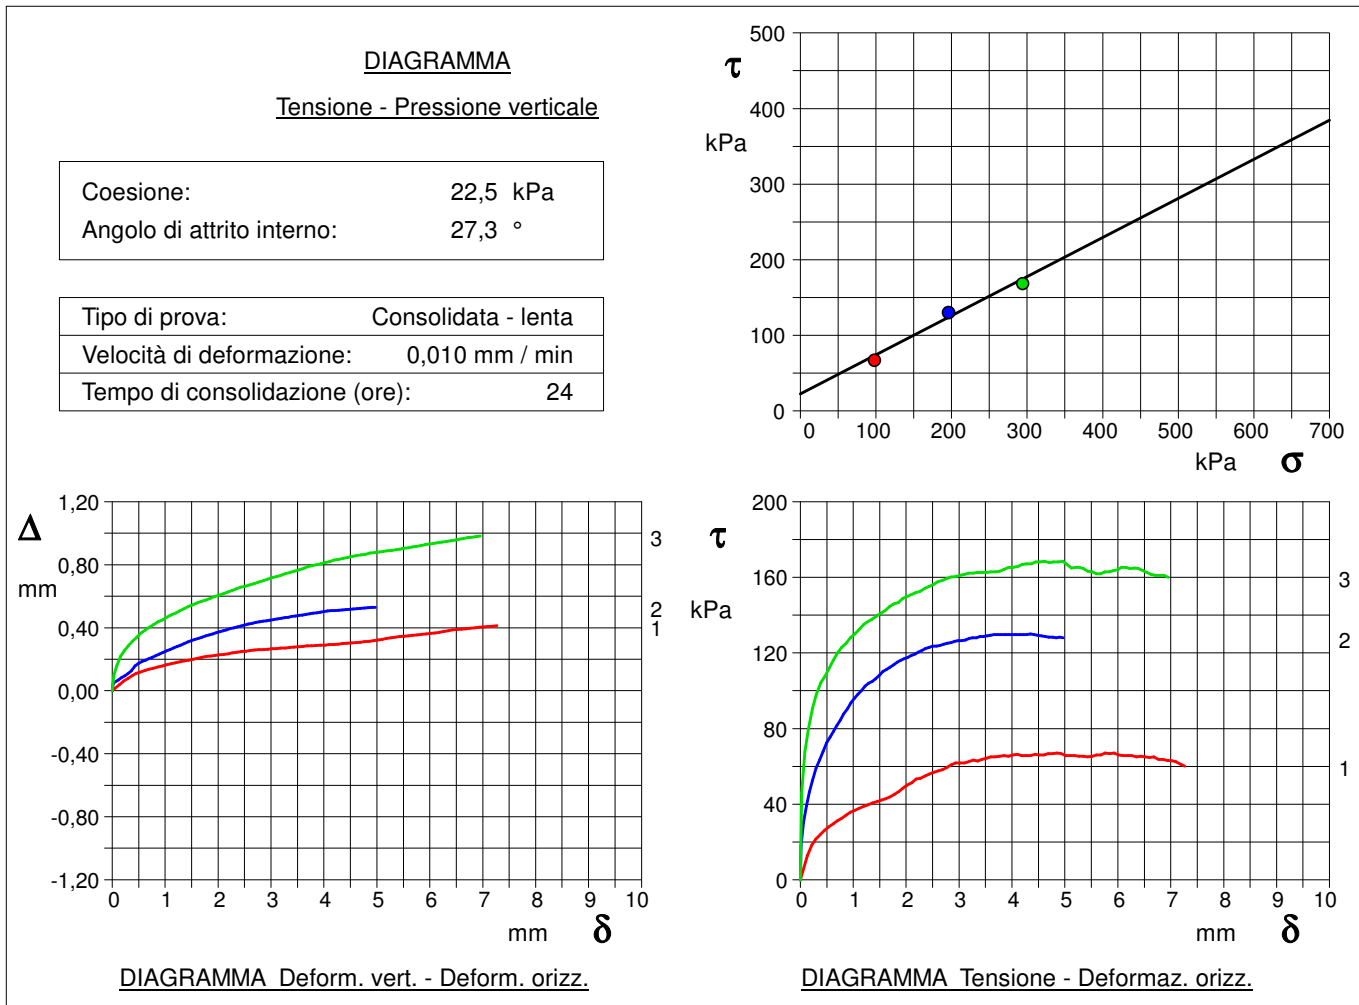 DIAGRAMMA
Tensione - Pressione verticale
Coesione: 22,5 kPa
Angolo di attrito interno: 27,3 °
Tipo di prova: Consolidata - lenta
Velocità di deformazione: 0,010 mm / min
Tempo di consolidazione (ore): 24
500
τ
400
kPa
300
200
100
0
0 100 200 300 400 500 600 700
kPa σ
1,20
Δ
0,80
mm
0,40
0,00
-0,40
-0,80
-1,20
3
2
1
0 1 2 3 4 5 6 7 8 9 10
mm δ
DIAGRAMMA Deform. vert. - Deform. orizz.
200
τ
160
kPa
120
80
40
0
3
2
1
0 1 2 3 4 5 6 7 8 9 10
mm δ
DIAGRAMMA Tensione - Deformaz. orizz.